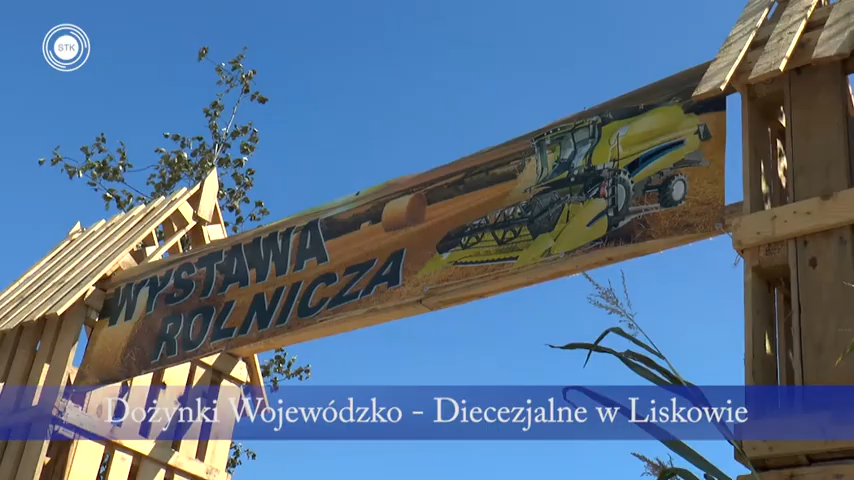 STK
WYSTAWA
ROLNICZA
Dożynki Wojewódzko - Diecezjalne w Liskowie